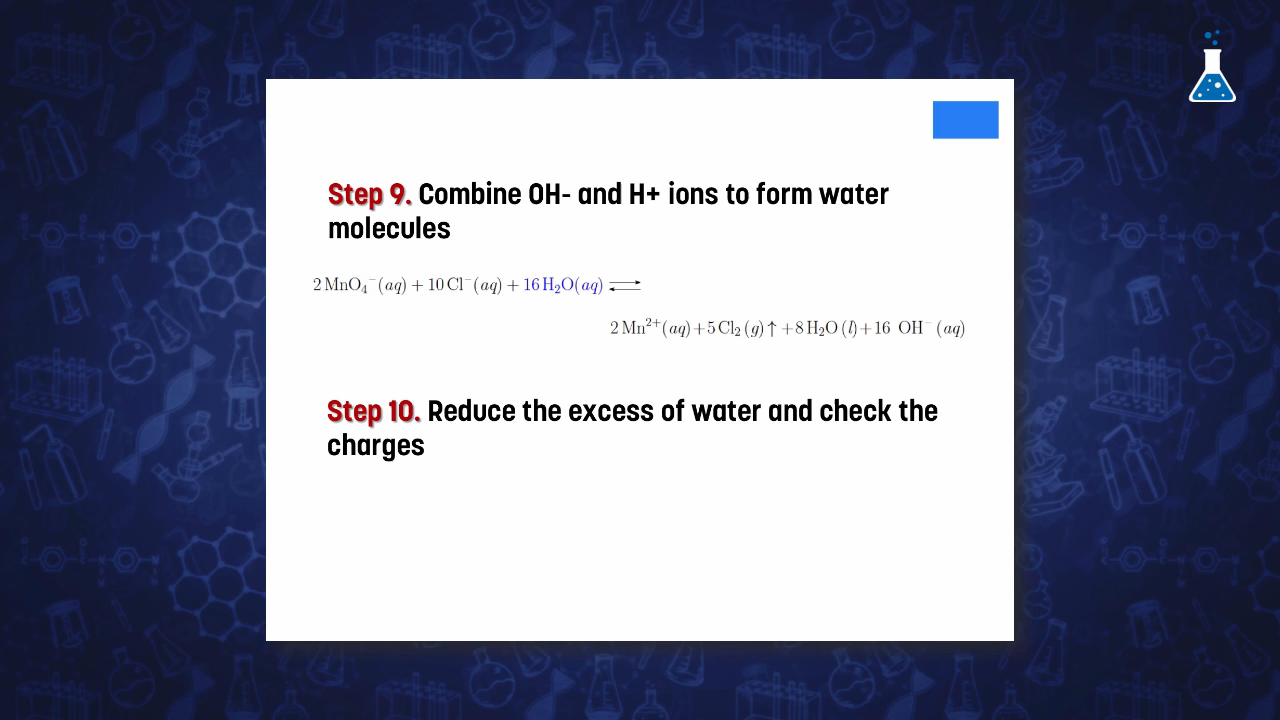 Step 9. Combine OH- and H+ ions to form water
molecules
2 MnO₄⁻(aq) + 10 Cl⁻(aq) + 16 H₂O(aq) ⇌
2 Mn²⁺(aq)+5 Cl₂ (g)↑ +8 H₂O (l)+16 OH⁻ (aq)
Step 10. Reduce the excess of water and check the
charges